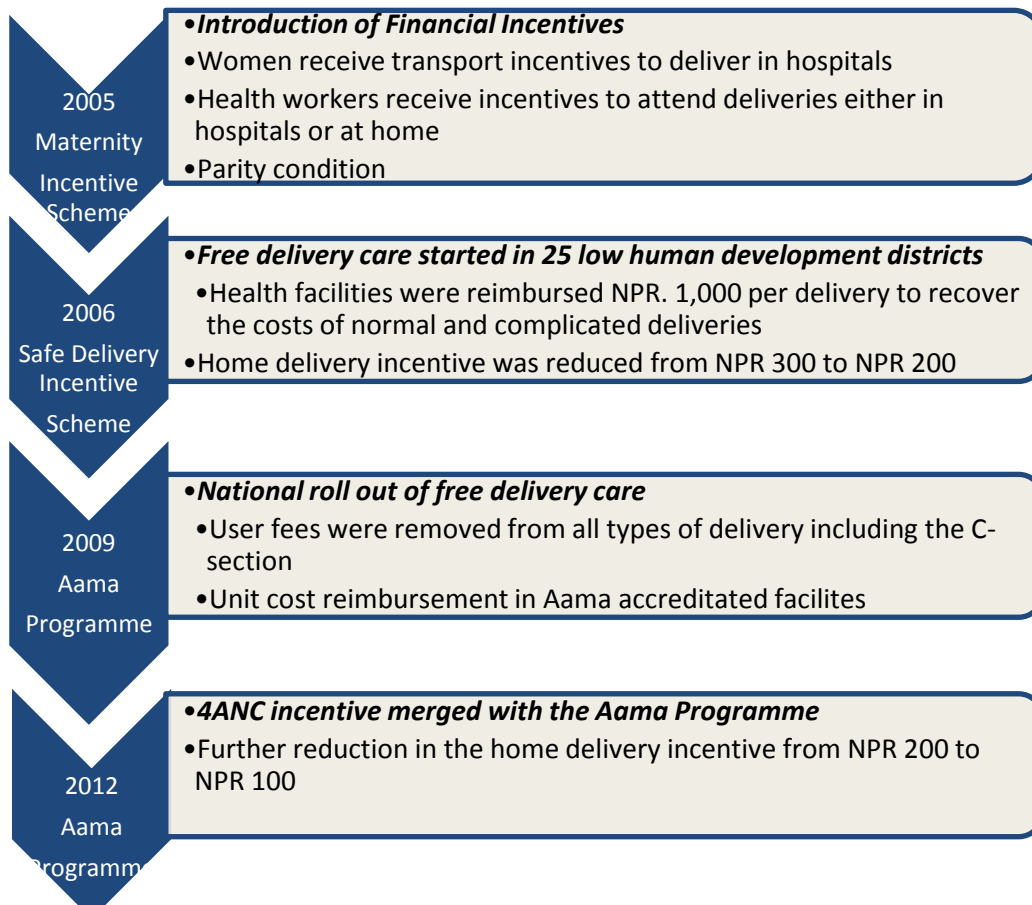 2005
Maternity
Incentive
Scheme
•Introduction of Financial Incentives
•Women receive transport incentives to deliver in hospitals
•Health workers receive incentives to attend deliveries either in
hospitals or at home
•Parity condition
2006
Safe Delivery
Incentive
Scheme
•Free delivery care started in 25 low human development districts
•Health facilities were reimbursed NPR. 1,000 per delivery to recover
the costs of normal and complicated deliveries
•Home delivery incentive was reduced from NPR 300 to NPR 200
2009
Aama
Programme
•National roll out of free delivery care
•User fees were removed from all types of delivery including the C-
section
•Unit cost reimbursement in Aama accreditated facilites
2012
Aama
Programme
•4ANC incentive merged with the Aama Programme
•Further reduction in the home delivery incentive from NPR 200 to
NPR 100